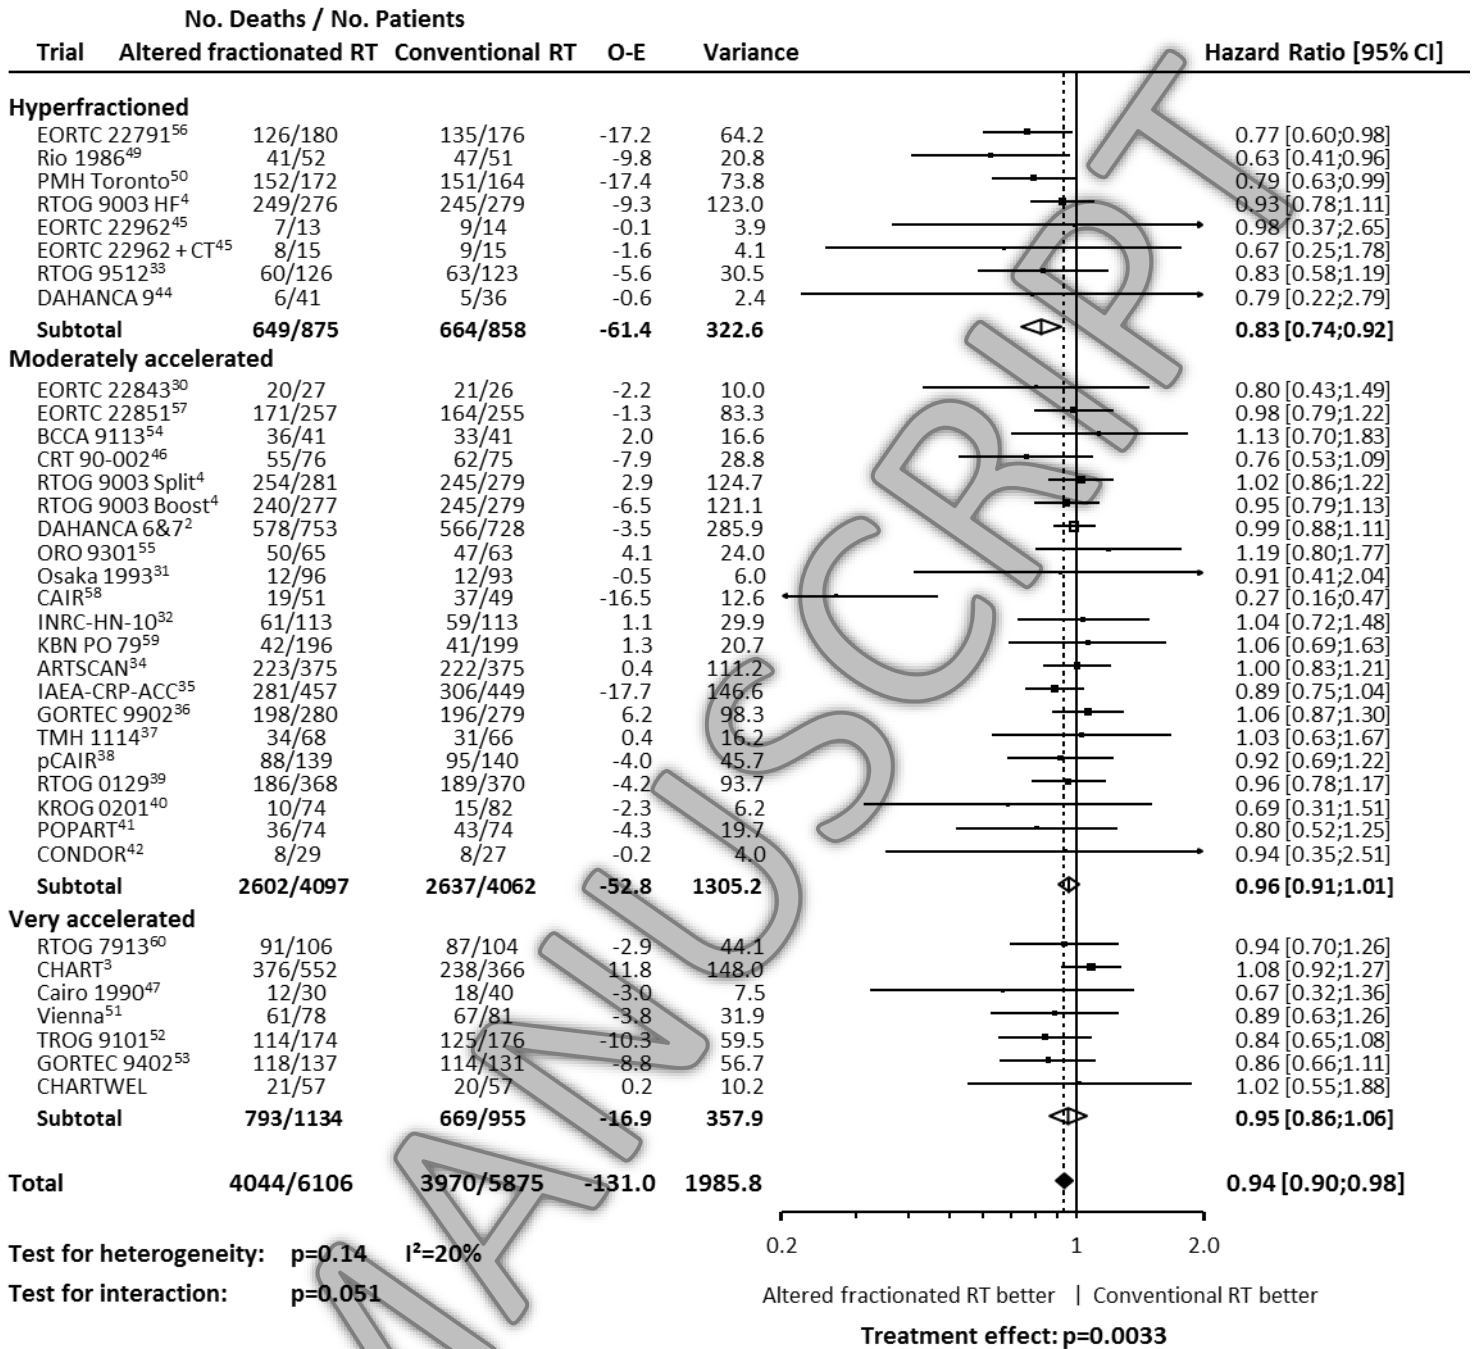 No. Deaths / No. Patients
Trial Altered fractionated RT Conventional RT O-E Variance Hazard Ratio [95% CI]
Hyperfractioned
EORTC 22791⁵⁶ 126/180 135/176 -17.2 64.2 0.77 [0.60;0.98]
Rio 1986⁴⁹ 41/52 47/51 -9.8 20.8 0.63 [0.41;0.96]
PMH Toronto⁵⁰ 152/172 151/164 -17.4 73.8 0.79 [0.63;0.99]
RTOG 9003 HF⁴ 249/276 245/279 -9.3 123.0 0.93 [0.78;1.11]
EORTC 22962⁴⁵ 7/13 9/14 -0.1 3.9 0.98 [0.37;2.65]
EORTC 22962 + CT⁴⁵ 8/15 9/15 -1.6 4.1 0.67 [0.25;1.78]
RTOG 9512³³ 60/126 63/123 -5.6 30.5 0.83 [0.58;1.19]
DAHANCA 9⁴⁴ 6/41 5/36 -0.6 2.4 0.79 [0.22;2.79]
Subtotal 649/875 664/858 -61.4 322.6 0.83 [0.74;0.92]
Moderately accelerated
EORTC 22843³⁰ 20/27 21/26 -2.2 10.0 0.80 [0.43;1.49]
EORTC 22851⁵⁷ 171/257 164/255 -1.3 83.3 0.98 [0.79;1.22]
BCCA 9113⁵⁴ 36/41 33/41 2.0 16.6 1.13 [0.70;1.83]
CRT 90-002⁴⁶ 55/76 62/75 -7.9 28.8 0.76 [0.53;1.09]
RTOG 9003 Split⁴ 254/281 245/279 2.9 124.7 1.02 [0.86;1.22]
RTOG 9003 Boost⁴ 240/277 245/279 -6.5 121.1 0.95 [0.79;1.13]
DAHANCA 6&7² 578/753 566/728 -3.5 285.9 0.99 [0.88;1.11]
ORO 9301⁵⁵ 50/65 47/63 4.1 24.0 1.19 [0.80;1.77]
Osaka 1993³¹ 12/96 12/93 -0.5 6.0 0.91 [0.41;2.04]
CAIR⁵⁸ 19/51 37/49 -16.5 12.6 0.27 [0.16;0.47]
INRC-HN-10³² 61/113 59/113 1.1 29.9 1.04 [0.72;1.48]
KBN PO 79⁵⁹ 42/196 41/199 1.3 20.7 1.06 [0.69;1.63]
ARTSCAN³⁴ 223/375 222/375 0.4 111.2 1.00 [0.83;1.21]
IAEA-CRP-ACC³⁵ 281/457 306/449 -17.7 146.6 0.89 [0.75;1.04]
GORTEC 9902³⁶ 198/280 196/279 6.2 98.3 1.06 [0.87;1.30]
TMH 1114³⁷ 34/68 31/66 0.4 16.2 1.03 [0.63;1.67]
pCAIR³⁸ 88/139 95/140 -4.0 45.7 0.92 [0.69;1.22]
RTOG 0129³⁹ 186/368 189/370 -4.2 93.7 0.96 [0.78;1.17]
KROG 0201⁴⁰ 10/74 15/82 -2.3 6.2 0.69 [0.31;1.51]
POPART⁴¹ 36/74 43/74 -4.3 19.7 0.80 [0.52;1.25]
CONDOR⁴² 8/29 8/27 -0.2 4.0 0.94 [0.35;2.51]
Subtotal 2602/4097 2637/4062 -52.8 1305.2 0.96 [0.91;1.01]
Very accelerated
RTOG 7913⁶⁰ 91/106 87/104 -2.9 44.1 0.94 [0.70;1.26]
CHART³ 376/552 238/366 11.8 148.0 1.08 [0.92;1.27]
Cairo 1990⁴⁷ 12/30 18/40 -3.0 7.5 0.67 [0.32;1.36]
Vienna⁵¹ 61/78 67/81 -3.8 31.9 0.89 [0.63;1.26]
TROG 9101⁵² 114/174 125/176 -10.3 59.5 0.84 [0.65;1.08]
GORTEC 9402⁵³ 118/137 114/131 -8.8 56.7 0.86 [0.66;1.11]
CHARTWEL 21/57 20/57 0.2 10.2 1.02 [0.55;1.88]
Subtotal 793/1134 669/955 -16.9 357.9 0.95 [0.86;1.06]
Total 4044/6106 3970/5875 -131.0 1985.8 0.94 [0.90;0.98]
0.2 1 2.0
Test for heterogeneity: p=0.14 I²=20%
Test for interaction: p=0.051
Altered fractionated RT better | Conventional RT better
Treatment effect: p=0.0033
MANUSCRIPT